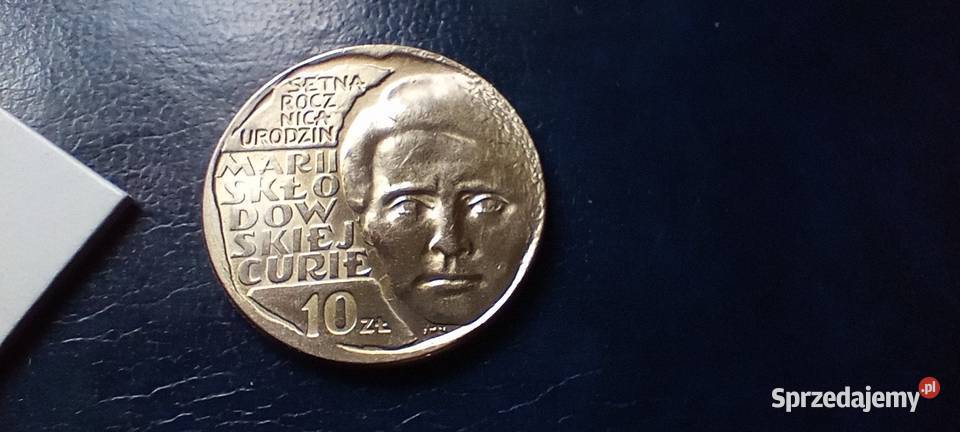 SETNA
ROCZ
NICA
URODZIN
MARII
SKŁO
DOW
SKIEJ
CURIE
10 ZŁ
Sprzedajemy.pl